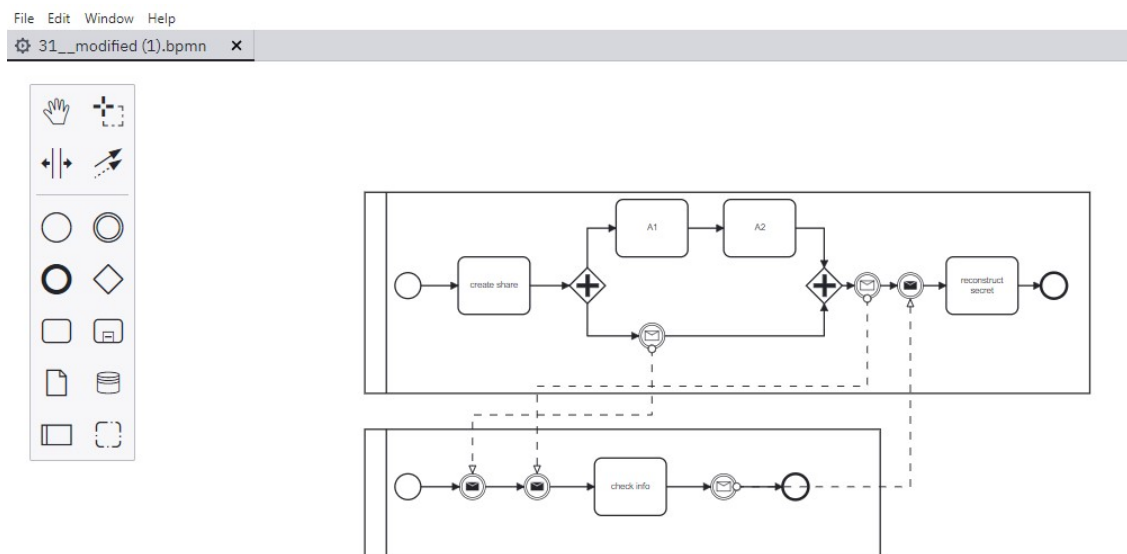 File Edit Window Help
31__modified (1).bpmn
A1
A2
create share
reconstruct
secret
check info